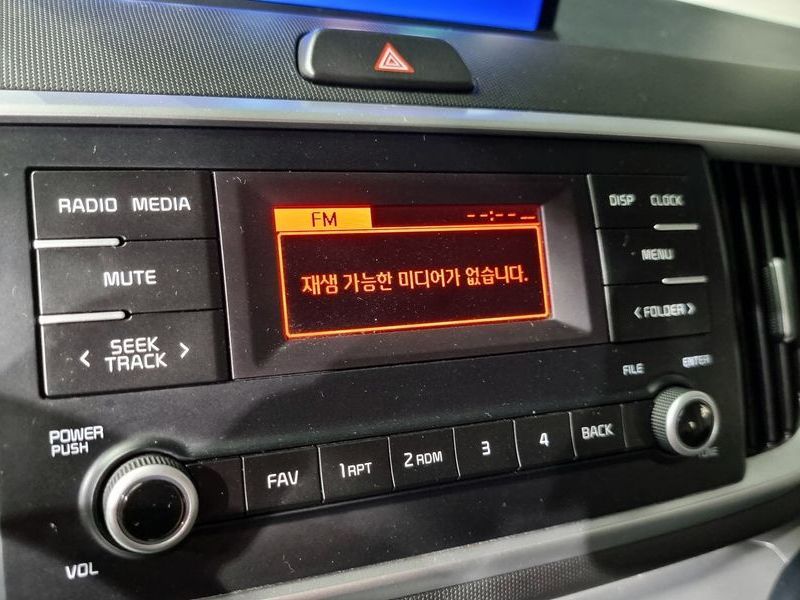 RADIO MEDIA
MUTE
< SEEK >
TRACK
FM
--:--
재생 가능한 미디어가 없습니다.
DISP CLOCK
MENU
< FOLDER >
FILE
ENTER
POWER
PUSH
VOL
FAV
1 RPT
2 RDM
3
4
BACK
TUNE